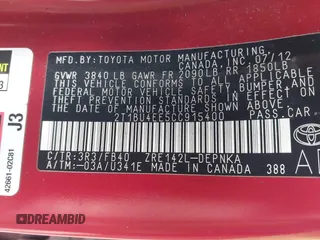 MFD.BY:TOYOTA MOTOR MANUFACTURING
CANADA, INC. 07/12
GVWR 3840 LB GAWR FR 2090LB RR 1850LB
THIS VEHICLE CONFORMS TO ALL APPLICABLE
FEDERAL MOTOR VEHICLE SAFETY, BUMPER, AND
THEFT PREVENTION STANDARDS IN EFFECT ON
THE DATE OF MANUFACTURE SHOWN ABOVE.
2T1BU4EE5CC915400 PASS.CAR
C/TR:3R3/FB40 ZRE142L-DEPNKA
A/TM:-03A/U341E MADE IN CANADA 388
J3
42661-02C81
AutoBidCar